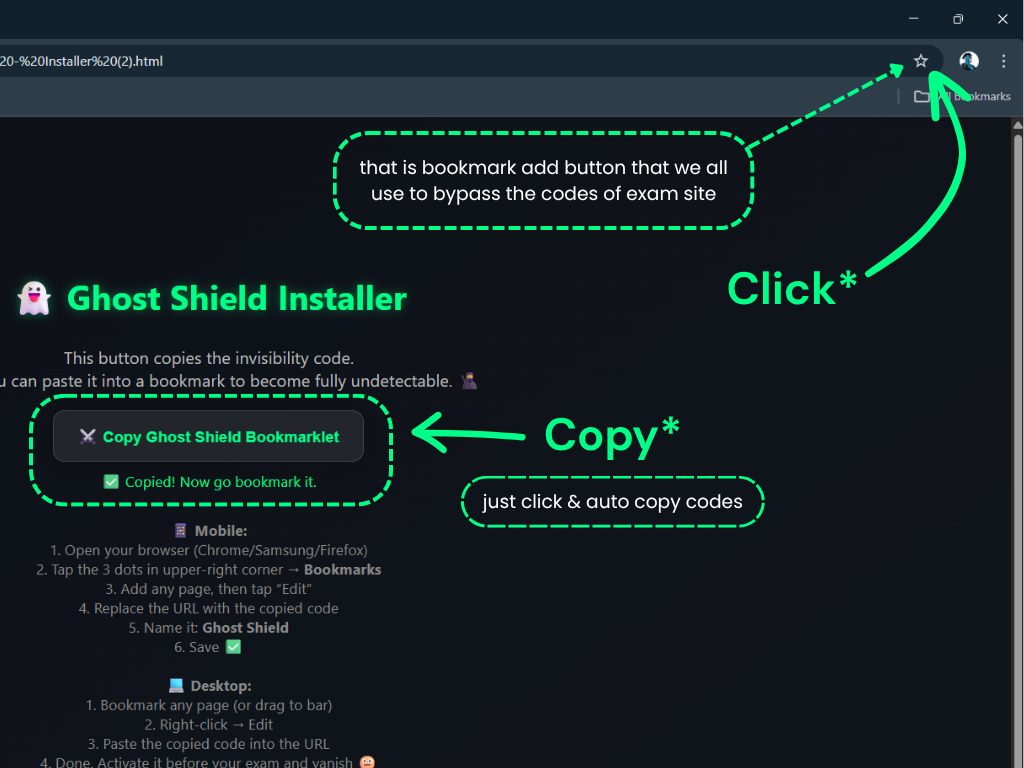 20-%20Installer%20(2).html
All Bookmarks
that is bookmark add button that we all
use to bypass the codes of exam site
Click*
Ghost Shield Installer
This button copies the invisibility code.
u can paste it into a bookmark to become fully undetectable.
Copy Ghost Shield Bookmarklet
Copied! Now go bookmark it.
Copy*
just click & auto copy codes
Mobile:
1. Open your browser (Chrome/Samsung/Firefox)
2. Tap the 3 dots in upper-right corner → Bookmarks
3. Add any page, then tap “Edit”
4. Replace the URL with the copied code
5. Name it: Ghost Shield
6. Save
Desktop:
1. Bookmark any page (or drag to bar)
2. Right-click → Edit
3. Paste the copied code into the URL
4. Done. Activate it before your exam and vanish